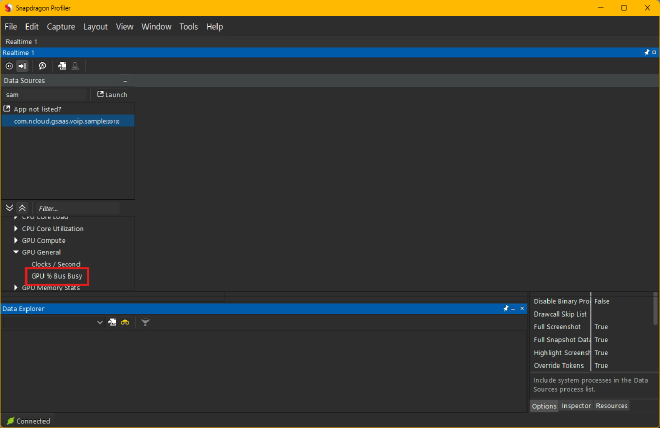 Snapdragon Profiler
File Edit Capture Layout View Window Tools Help
Realtime 1
Realtime 1
Data Sources
sam
Launch
App not listed?
com.ncloud.gsaas.voip.sample
Filter...
CPU Core Load
CPU Core Utilization
GPU Compute
GPU General
Clocks / Second
GPU % Bus Busy
GPU Memory Stats
Data Explorer
Disable Binary Pro False
Drawcall Skip List
Full Screenshot True
Full Snapshot Data True
Highlight Screensh True
Override Tokens True
Include system processes in the Data
Sources process list.
Options Inspector Resources
Connected